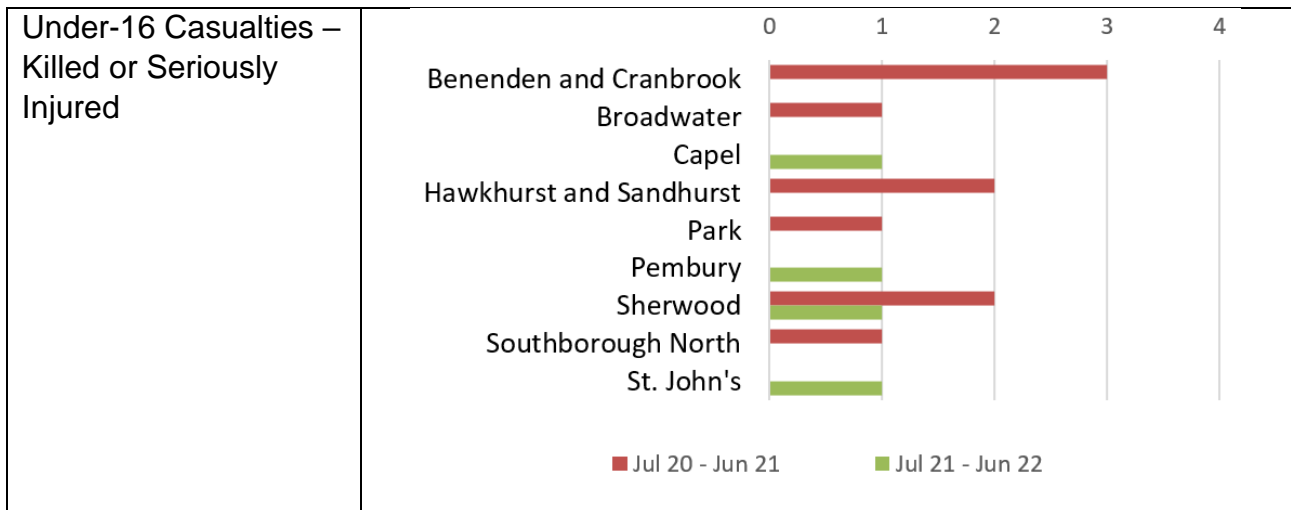 Under-16 Casualties –
Killed or Seriously
Injured
0 1 2 3 4
Benenden and Cranbrook
Broadwater
Capel
Hawkhurst and Sandhurst
Park
Pembury
Sherwood
Southborough North
St. John's
Jul 20 - Jun 21 Jul 21 - Jun 22